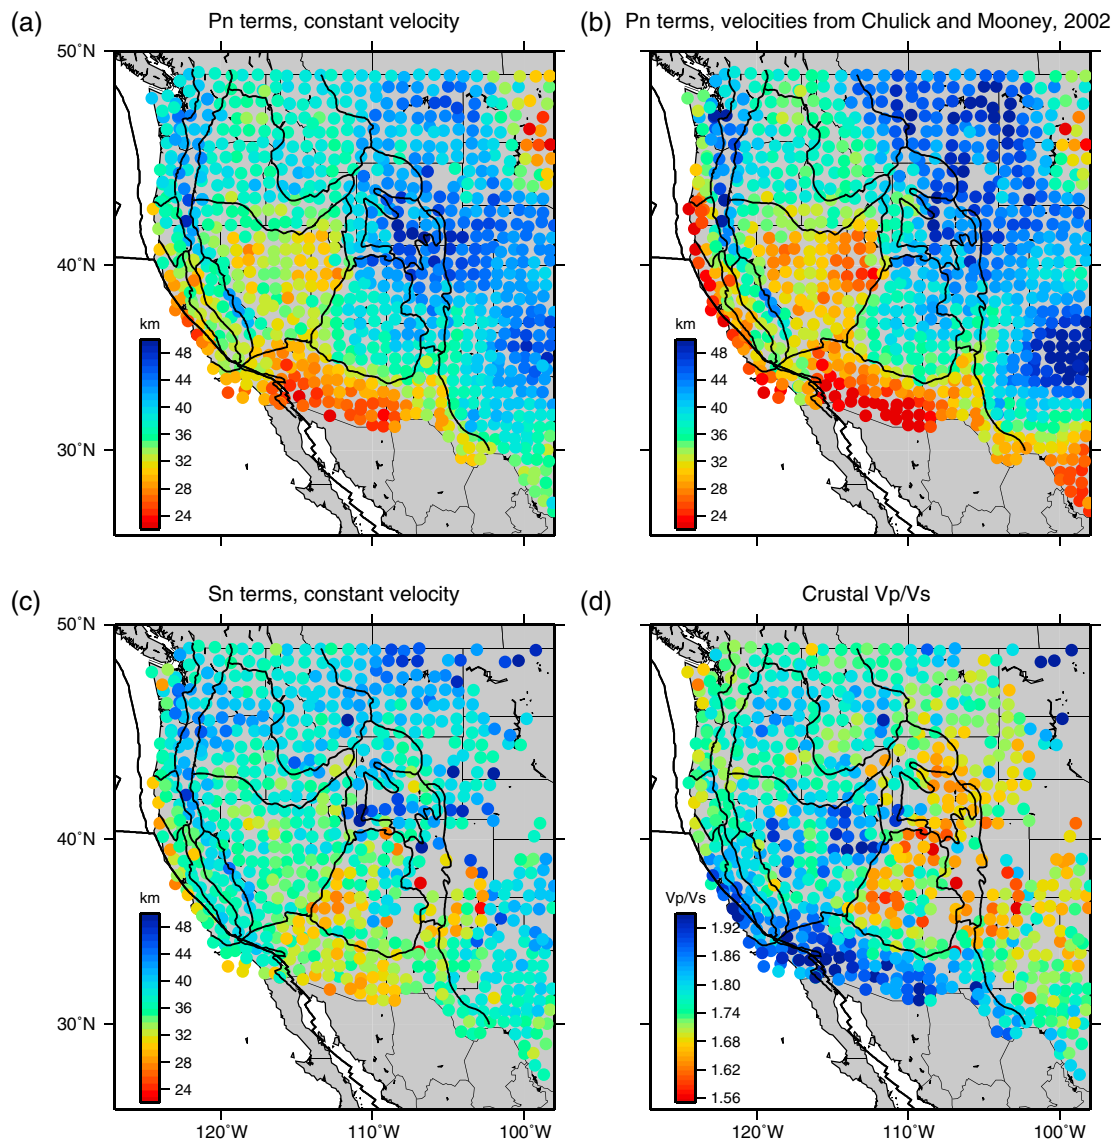 (a) Pn terms, constant velocity
(b) Pn terms, velocities from Chulick and Mooney, 2002
50˚N
40˚N
30˚N
km
48
44
40
36
32
28
24
km
48
44
40
36
32
28
24
(c) Sn terms, constant velocity
(d) Crustal Vp/Vs
50˚N
40˚N
30˚N
km
48
44
40
36
32
28
24
Vp/Vs
1.92
1.86
1.80
1.74
1.68
1.62
1.56
120˚W 110˚W 100˚W
120˚W 110˚W 100˚W